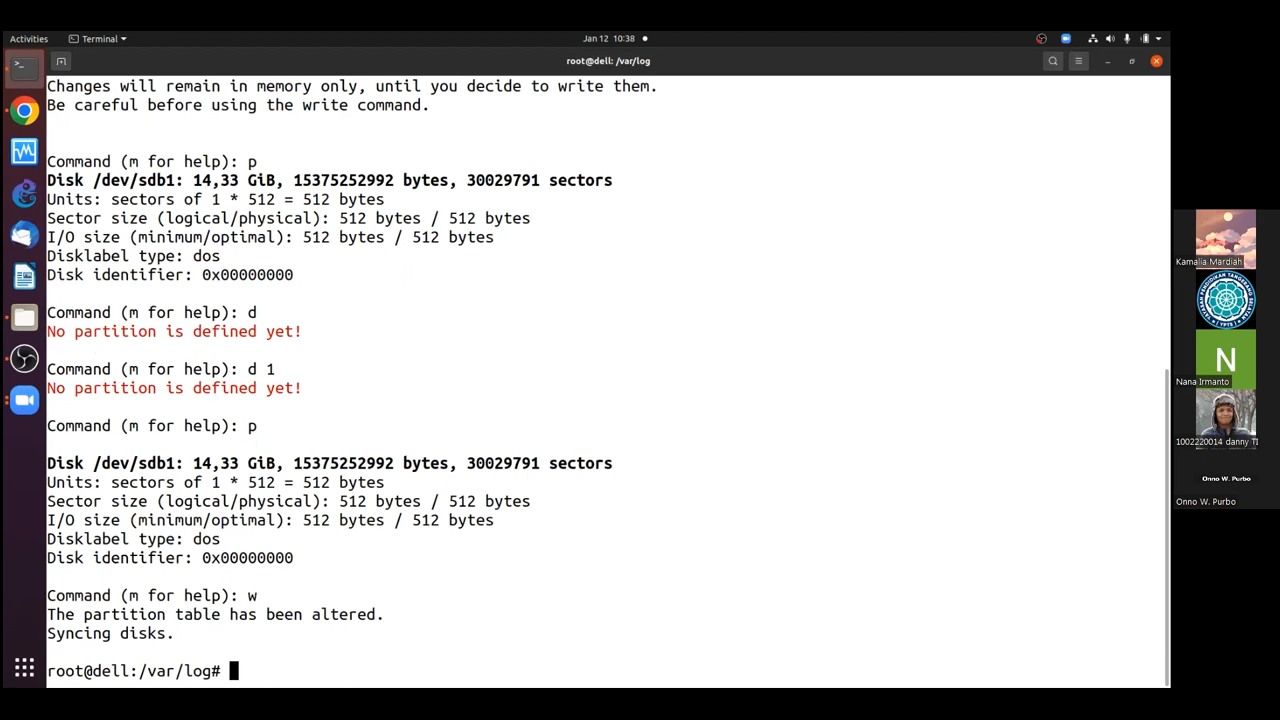 Activities
Terminal
Jan 12 10:38
root@dell: /var/log
Changes will remain in memory only, until you decide to write them.
Be careful before using the write command.
Command (m for help): p
Disk /dev/sdb1: 14,33 GiB, 15375252992 bytes, 30029791 sectors
Units: sectors of 1 * 512 = 512 bytes
Sector size (logical/physical): 512 bytes / 512 bytes
I/O size (minimum/optimal): 512 bytes / 512 bytes
Disklabel type: dos
Disk identifier: 0x00000000
Command (m for help): d
No partition is defined yet!
Command (m for help): d 1
No partition is defined yet!
Command (m for help): p
Disk /dev/sdb1: 14,33 GiB, 15375252992 bytes, 30029791 sectors
Units: sectors of 1 * 512 = 512 bytes
Sector size (logical/physical): 512 bytes / 512 bytes
I/O size (minimum/optimal): 512 bytes / 512 bytes
Disklabel type: dos
Disk identifier: 0x00000000
Command (m for help): w
The partition table has been altered.
Syncing disks.
root@dell:/var/log#
Kamalia Mardiah
YAYASAN PENDIDIKAN TANGERANG SELATAN
(YPTS)
N
Nana Irmanto
1002220014 danny TI
Onno W. Purbo
Onno W. Purbo